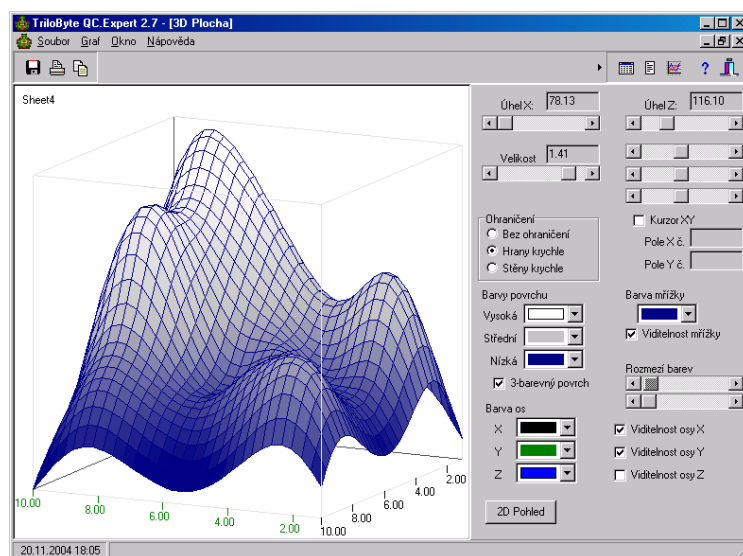 TriloByte QC.Expert 2.7 - [3D Plocha]
Soubor Graf Okno Nápověda
?
Sheet4
Úhel X: 78.13
Úhel Z: 116.10
Velikost 1.41
Ohraničení
Bez ohraničení
Hrany krychle
Stěny krychle
Kurzor XY
Pole X č.
Pole Y č.
Barvy povrchu
Vysoká
Střední
Nízká
3-barevný povrch
Barva mřížky
Viditelnost mřížky
Rozmezí barev
Barva os
X
Y
Z
Viditelnost osy X
Viditelnost osy Y
Viditelnost osy Z
2D Pohled
10.00 8.00 6.00 4.00 2.00
10.00 8.00 6.00 4.00 2.00
20.11.2004 18:05